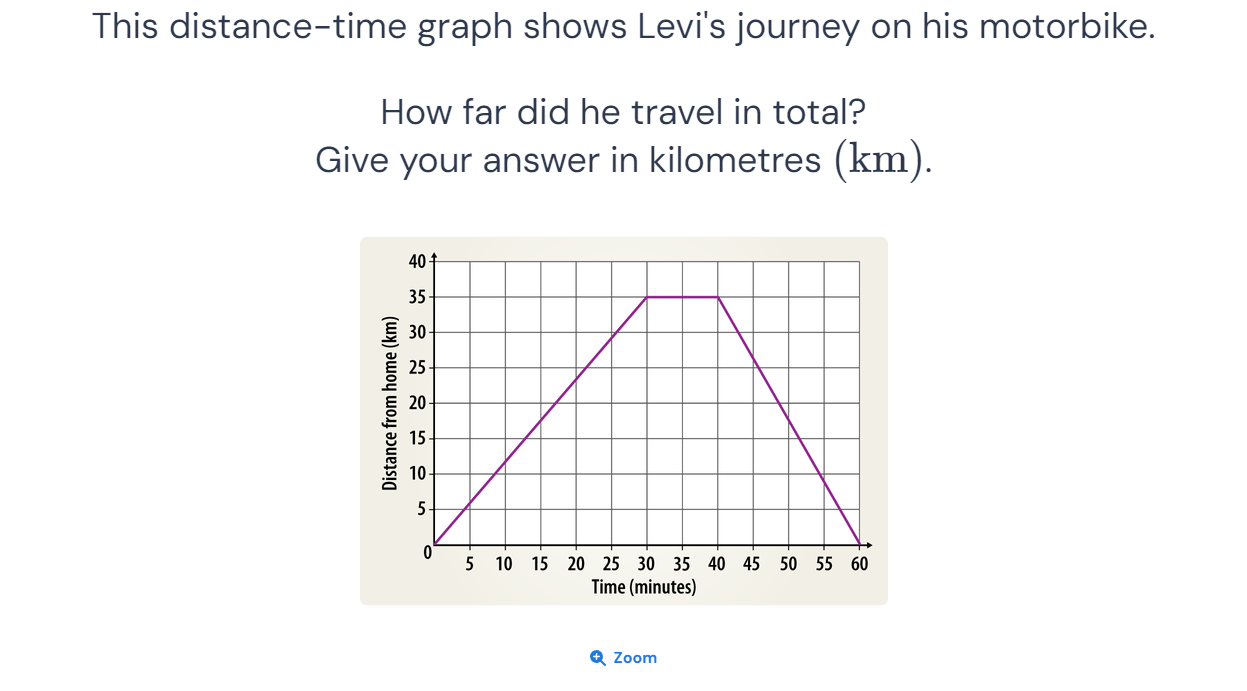 This distance-time graph shows Levi's journey on his motorbike.
How far did he travel in total?
Give your answer in kilometres (km).
40
35
30
25
20
15
10
5
0
Distance from home (km)
5 10 15 20 25 30 35 40 45 50 55 60
Time (minutes)
Zoom